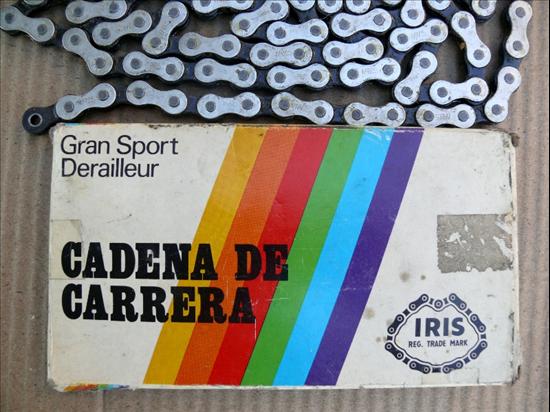 Gran Sport
Derailleur
CADENA DE
CARRERA
IRIS
REG. TRADE MARK